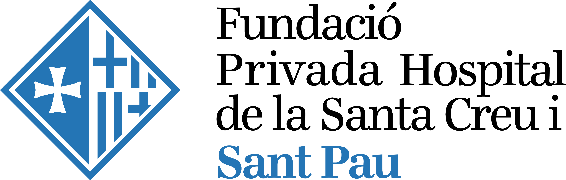 Fundació
Privada Hospital
de la Santa Creu i
Sant Pau